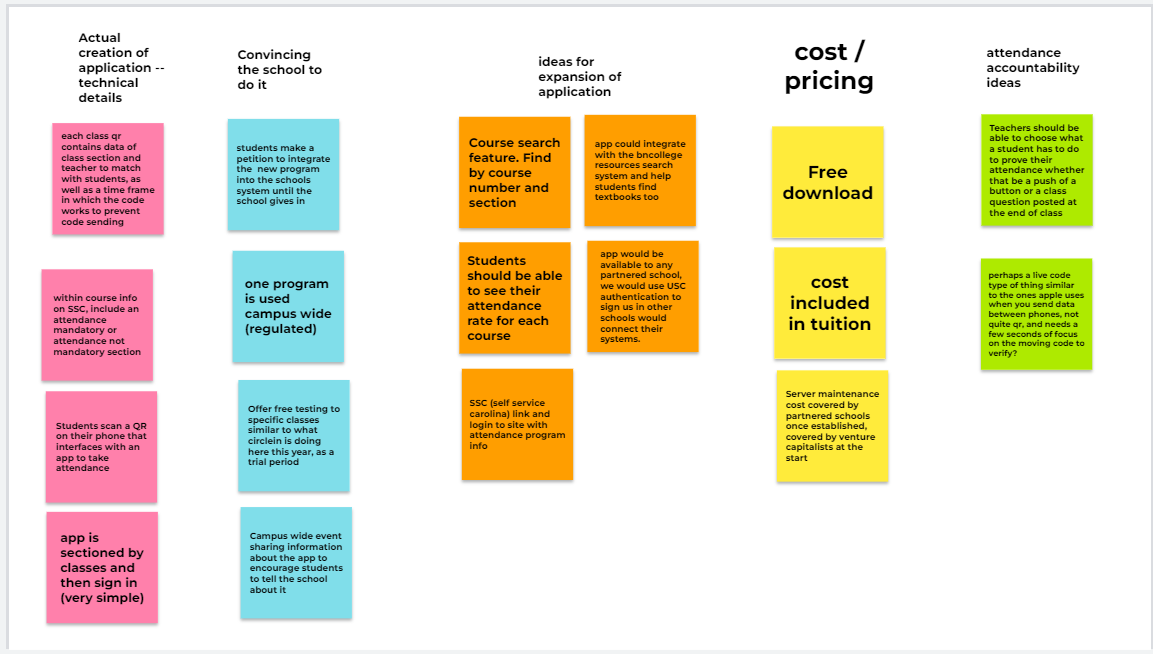 Actual
creation of
application --
technical
details
each class qr
contains data of
class section and
teacher to match
with students, as
well as a time frame
in which the code
works to prevent
code sending
within course info
on SSC, include an
attendance
mandatory or
attendance not
mandatory section
Students scan a QR
on their phone that
interfaces with an
app to take
attendance
app is
sectioned by
classes and
then sign in
(very simple)
Convincing
the school to
do it
students make a
petition to integrate
the new program
into the schools
system until the
school gives in
one program
is used
campus wide
(regulated)
Offer free testing to
specific classes
similar to what
circlein is doing
here this year, as a
trial period
Campus wide event
sharing information
about the app to
encourage students
to tell the school
about it
ideas for
expansion of
application
Course search
feature. Find
by course
number and
section
app could integrate
with the bncollege
resources search
system and help
students find
textbooks too
Students
should be able
to see their
attendance
rate for each
course
app would be
available to any
partnered school,
we would use USC
authentication to
sign us in other
schools would
connect their
systems.
SSC (self service
carolina) link and
login to site with
attendance program
info
cost /
pricing
Free
download
cost
included
in tuition
Server maintenance
cost covered by
partnered schools
once established,
covered by venture
capitalists at the
start
attendance
accountability
ideas
Teachers should be
able to choose what
a student has to do
to prove their
attendance whether
that be a push of a
button or a class
question posted at
the end of class
perhaps a live code
type of thing similar
to the ones apple uses
when you send data
between phones, not
quite qr, and needs a
few seconds of focus
on the moving code to
verify?